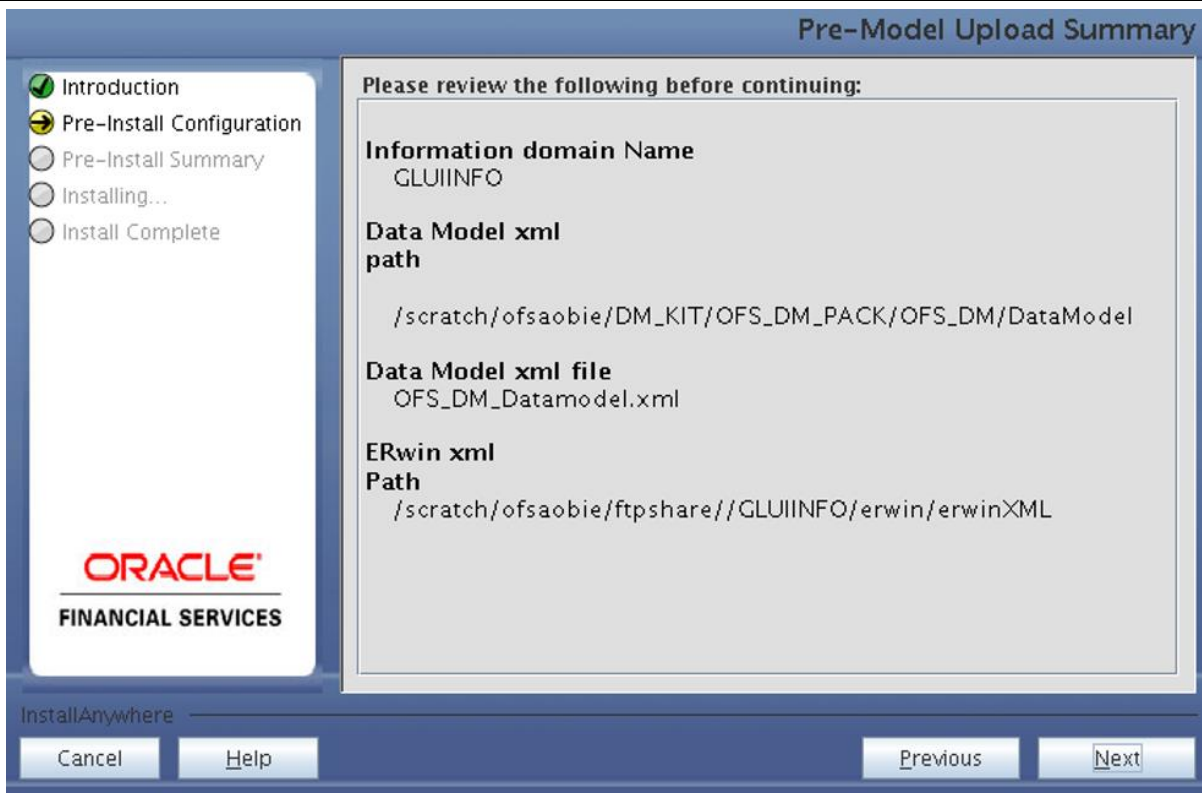 Pre-Model Upload Summary
Introduction
Pre-Install Configuration
Pre-Install Summary
Installing...
Install Complete
ORACLE'
FINANCIAL SERVICES
Please review the following before continuing:
Information domain Name
GLUIINFO
Data Model xml
path
/scratch/ofsaobie/DM_KIT/OFS_DM_PACK/OFS_DM/DataModel
Data Model xml file
OFS_DM_Datamodel.xml
ERwin xml
Path
/scratch/ofsaobie/ftpshare//GLUIINFO/erwin/erwinXML
InstallAnywhere
Cancel
Help
Previous
Next